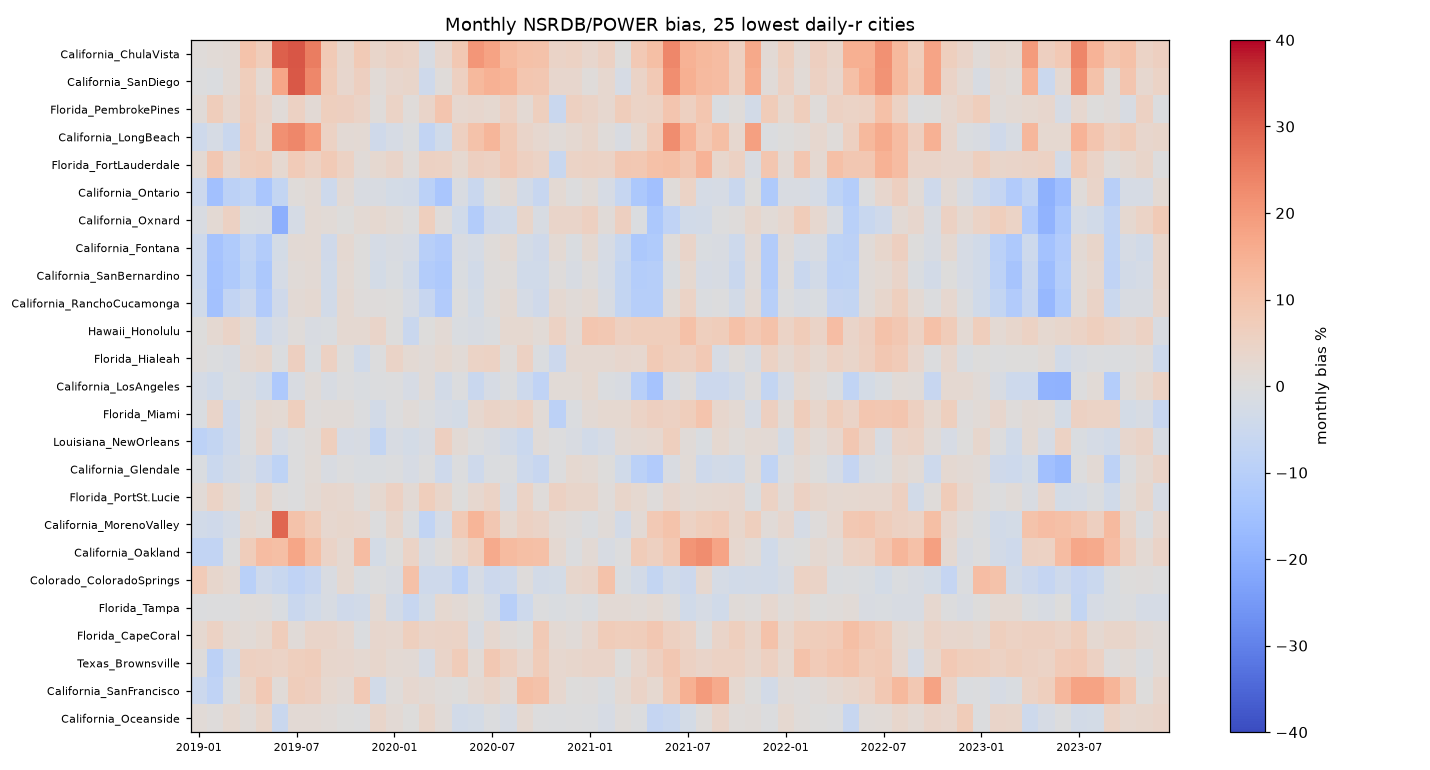 Monthly NSRDB/POWER bias, 25 lowest daily-r cities
California_ChulaVista
California_SanDiego
Florida_PembrokePines
California_LongBeach
Florida_FortLauderdale
California_Ontario
California_Oxnard
California_Fontana
California_SanBernardino
California_RanchoCucamonga
Hawaii_Honolulu
Florida_Hialeah
California_LosAngeles
Florida_Miami
Louisiana_NewOrleans
California_Glendale
Florida_PortSt.Lucie
California_MorenoValley
California_Oakland
Colorado_ColoradoSprings
Florida_Tampa
Florida_CapeCoral
Texas_Brownsville
California_SanFrancisco
California_Oceanside
2019-01 2019-07 2020-01 2020-07 2021-01 2021-07 2022-01 2022-07 2023-01 2023-07
40
30
20
10
0
−10
−20
−30
−40
monthly bias %